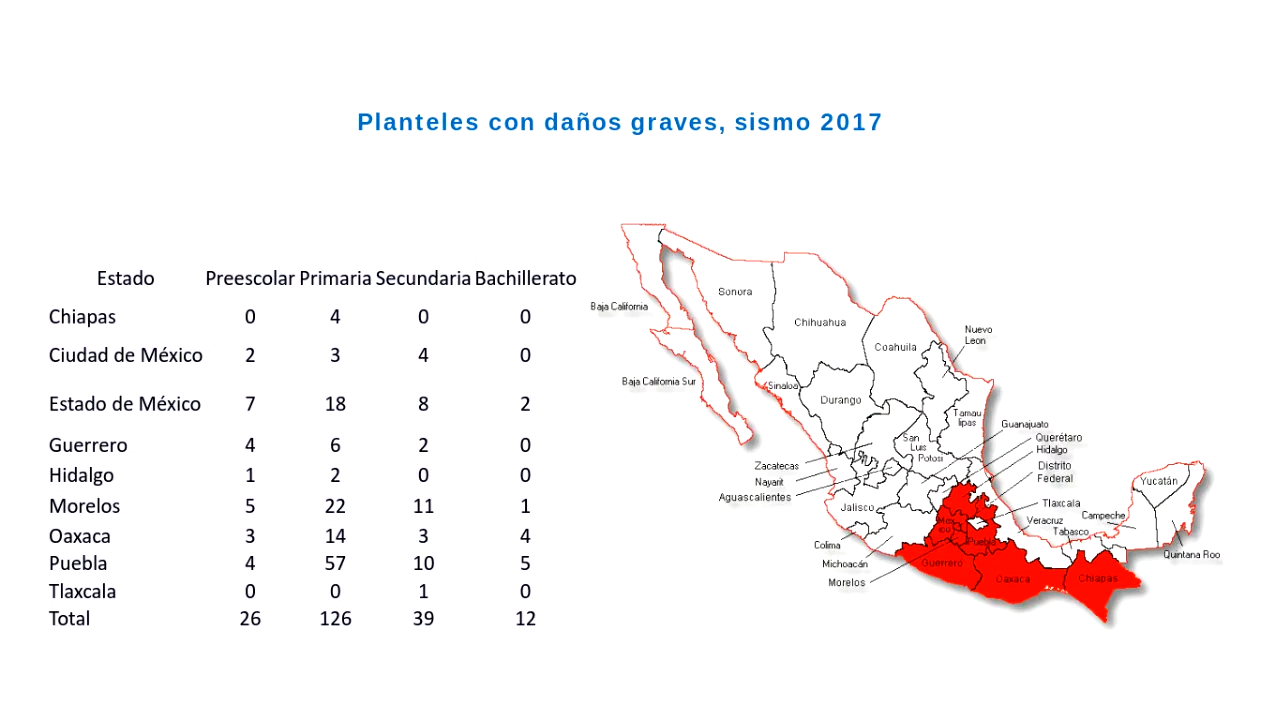 Planteles con daños graves, sismo 2017
Estado Preescolar Primaria Secundaria Bachillerato
Chiapas 0 4 0 0
Ciudad de México 2 3 4 0
Estado de México 7 18 8 2
Guerrero 4 6 2 0
Hidalgo 1 2 0 0
Morelos 5 22 11 1
Oaxaca 3 14 3 4
Puebla 4 57 10 5
Tlaxcala 0 0 1 0
Total 26 126 39 12
Baja California
Sonora
Chihuahua
Coahuila
Nuevo
Leon
Baja California Sur
Sinaloa
Durango
Tamau
lipas
San
Luis
Potosi
Guanajuato
Querétaro
Hidalgo
Distrito
Federal
Zacatecas
Nayarit
Aguascalientes
Jalisco
Tlaxcala
Veracruz
Tabasco
Campeche
Yucatán
Quintana Roo
Colima
Michoacán
Morelos
Puebla
Guerrero
Oaxaca
Chiapas